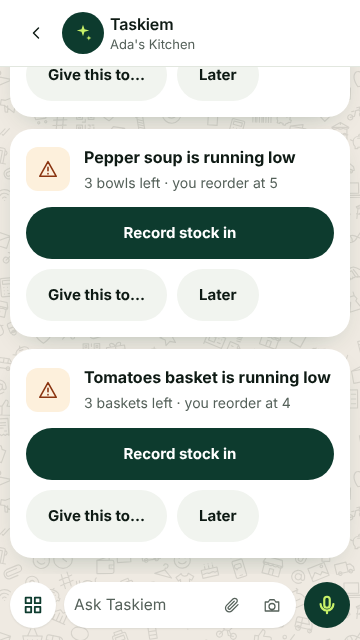 Taskiem
Ada's Kitchen
Give this to...
Later
Pepper soup is running low
3 bowls left · you reorder at 5
Record stock in
Give this to...
Later
Tomatoes basket is running low
3 baskets left · you reorder at 4
Record stock in
Give this to...
Later
Ask Taskiem